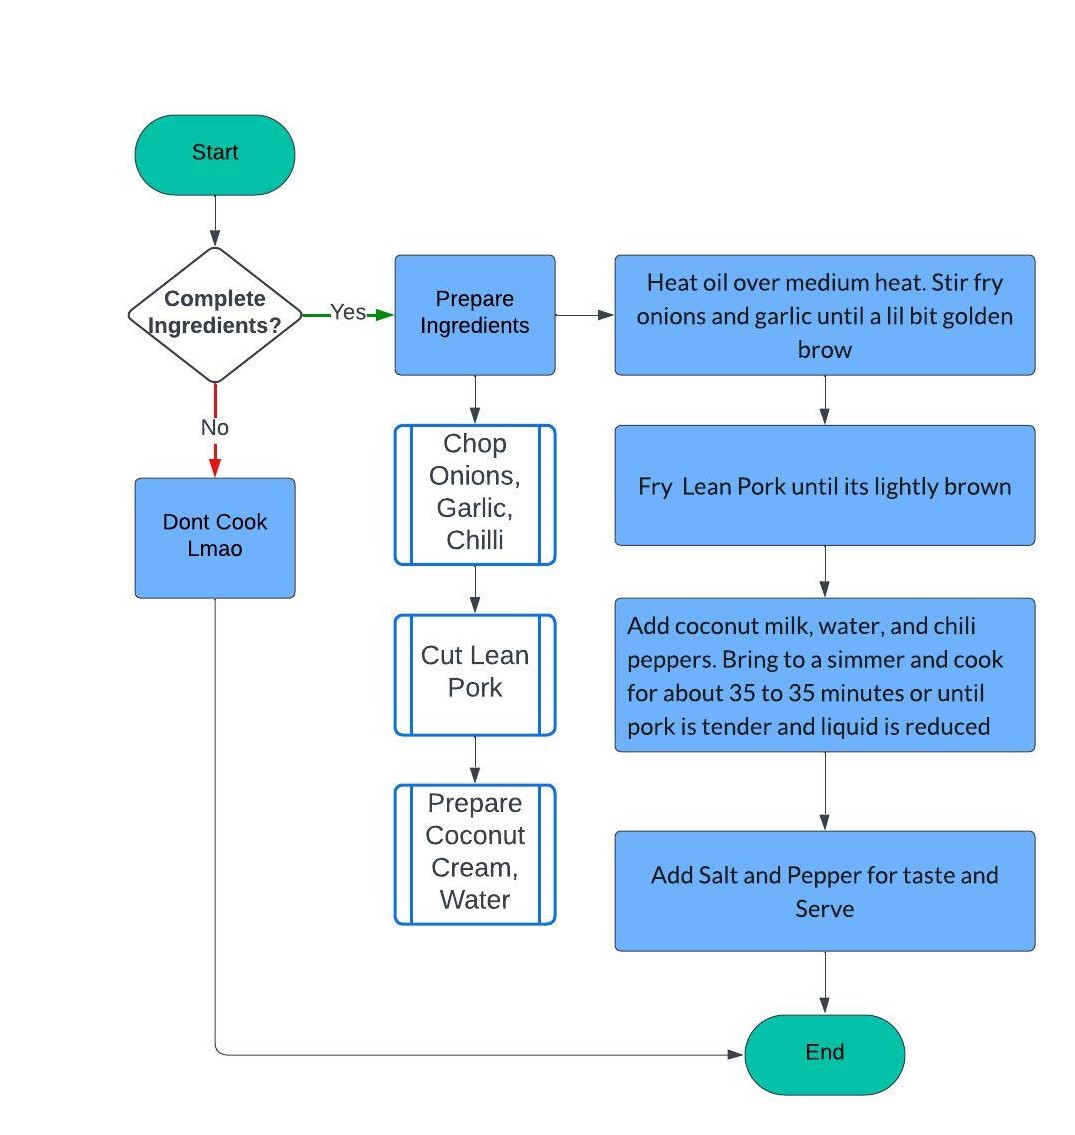 Start
Complete
Ingredients?
Yes
No
Dont Cook
Lmao
Prepare
Ingredients
Chop
Onions,
Garlic,
Chilli
Cut Lean
Pork
Prepare
Coconut
Cream,
Water
Heat oil over medium heat. Stir fry
onions and garlic until a lil bit golden
brow
Fry Lean Pork until its lightly brown
Add coconut milk, water, and chili
peppers. Bring to a simmer and cook
for about 35 to 35 minutes or until
pork is tender and liquid is reduced
Add Salt and Pepper for taste and
Serve
End